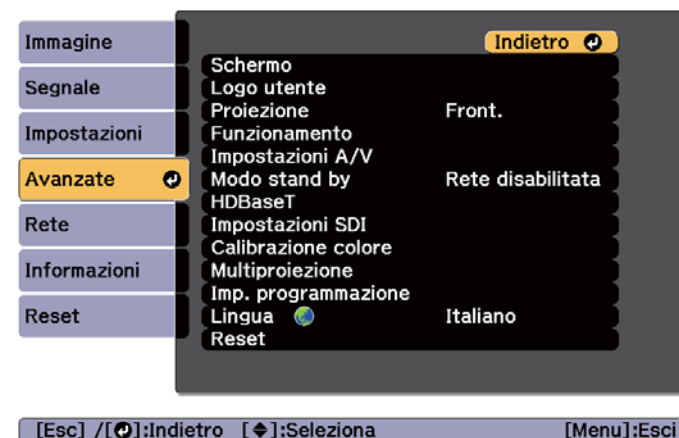 Immagine
Segnale
Impostazioni
Avanzate
Rete
Informazioni
Reset
Indietro
Schermo
Logo utente
Proiezione Front.
Funzionamento
Impostazioni A/V
Modo stand by Rete disabilitata
HDBaseT
Impostazioni SDI
Calibrazione colore
Multiproiezione
Imp. programmazione
Lingua Italiano
Reset
[Esc] /[⏎]:Indietro [◆]:Seleziona [Menu]:Esci